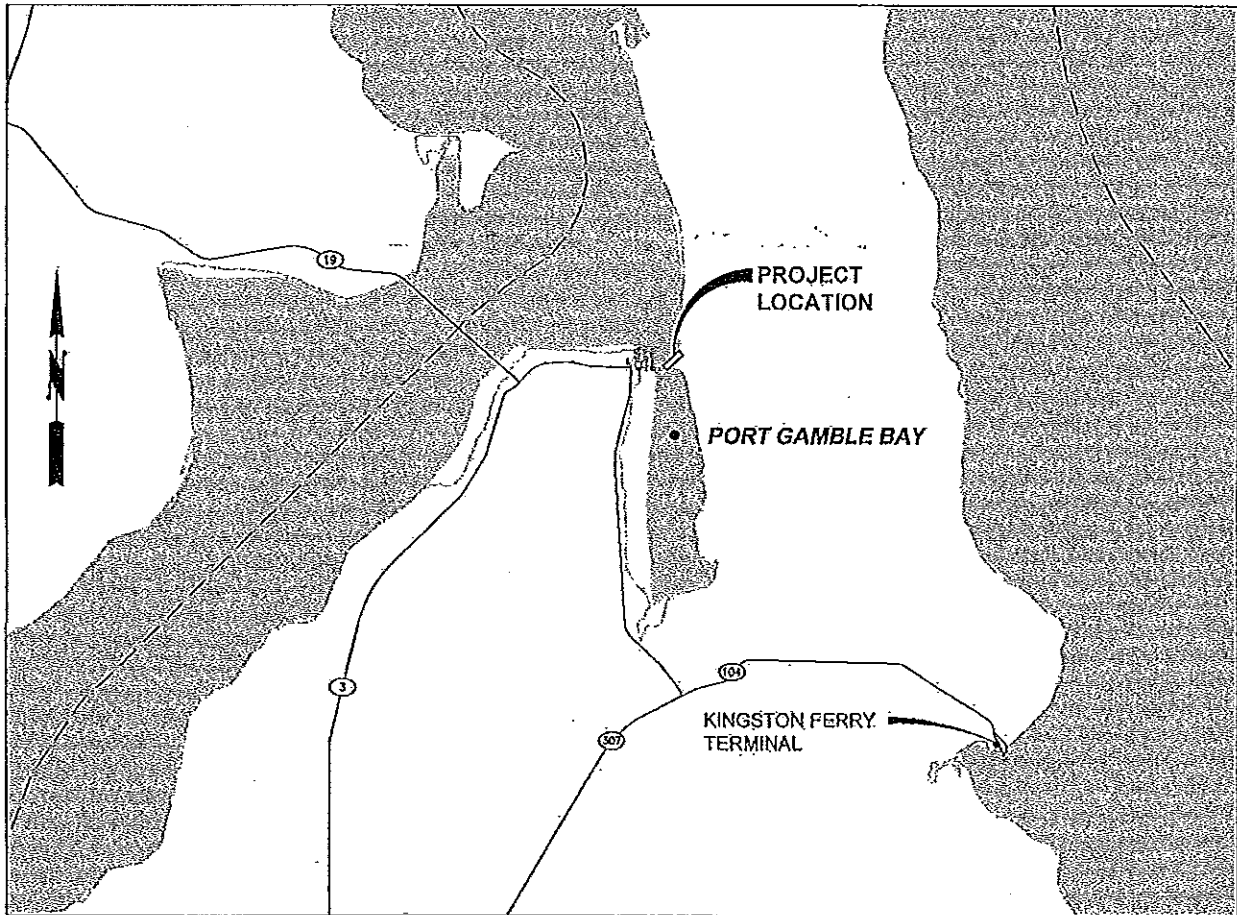 19
PROJECT
LOCATION
N
PORT GAMBLE BAY
104
3
KINGSTON FERRY
TERMINAL
307